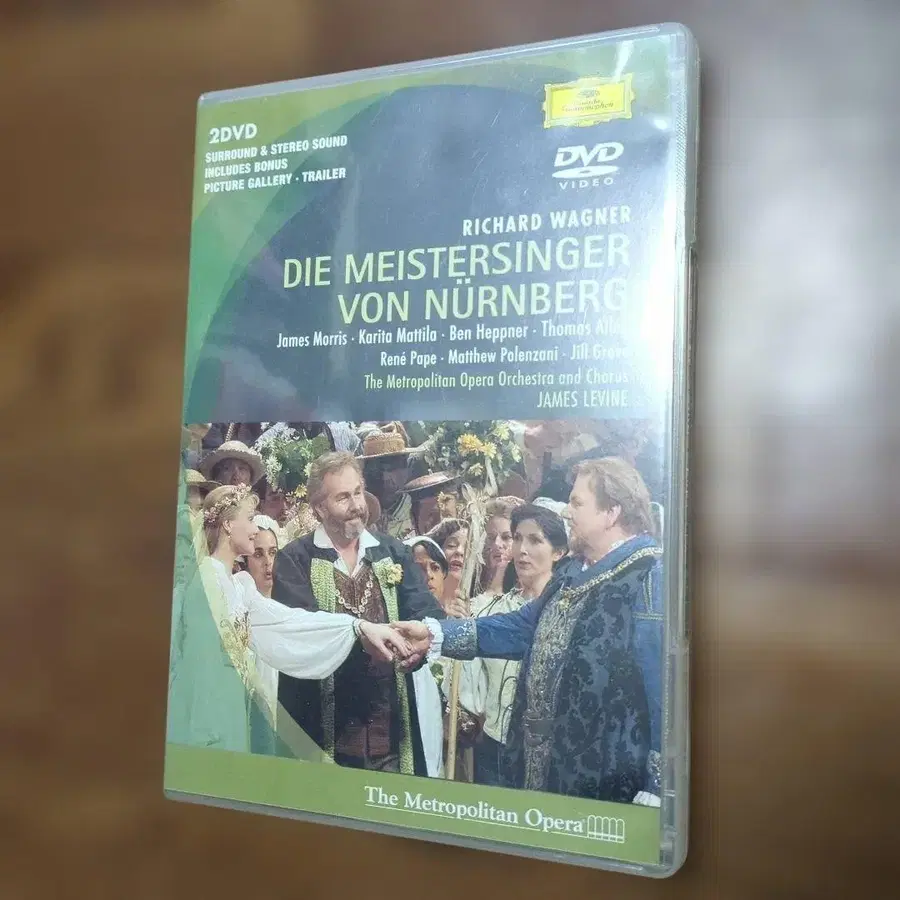 2DVD
SURROUND & STEREO SOUND
INCLUDES BONUS
PICTURE GALLERY · TRAILER
Deutsche
Grammophon
DVD
VIDEO
RICHARD WAGNER
DIE MEISTERSINGER
VON NÜRNBERG
James Morris · Karita Mattila · Ben Heppner · Thomas
René Pape · Matthew Polenzani · Jill
The Metropolitan Opera Orchestra and Chorus
JAMES LEVINE
The Metropolitan Opera